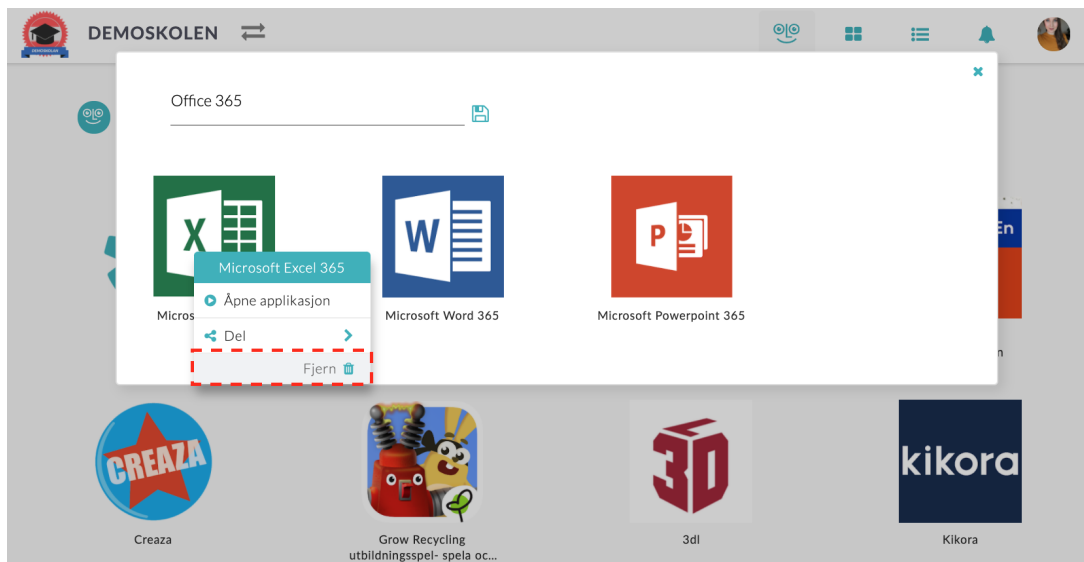 DEMOSKOLEN
Office 365
X
W
P
En
Microsoft Excel 365
Åpne applikasjon
Micros
Microsoft Word 365
Microsoft Powerpoint 365
Del
Fjern
n
CREAZA
3D
kikora
Creaza
Grow Recycling
utbildningsspel- spela oc...
3dl
Kikora